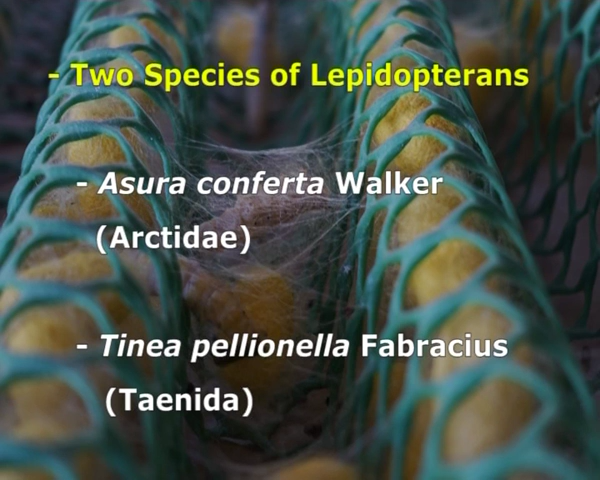 - Two Species of Lepidopterans
- Asura conferta Walker
(Arctidae)
- Tinea pellionella Fabracius
(Taenida)